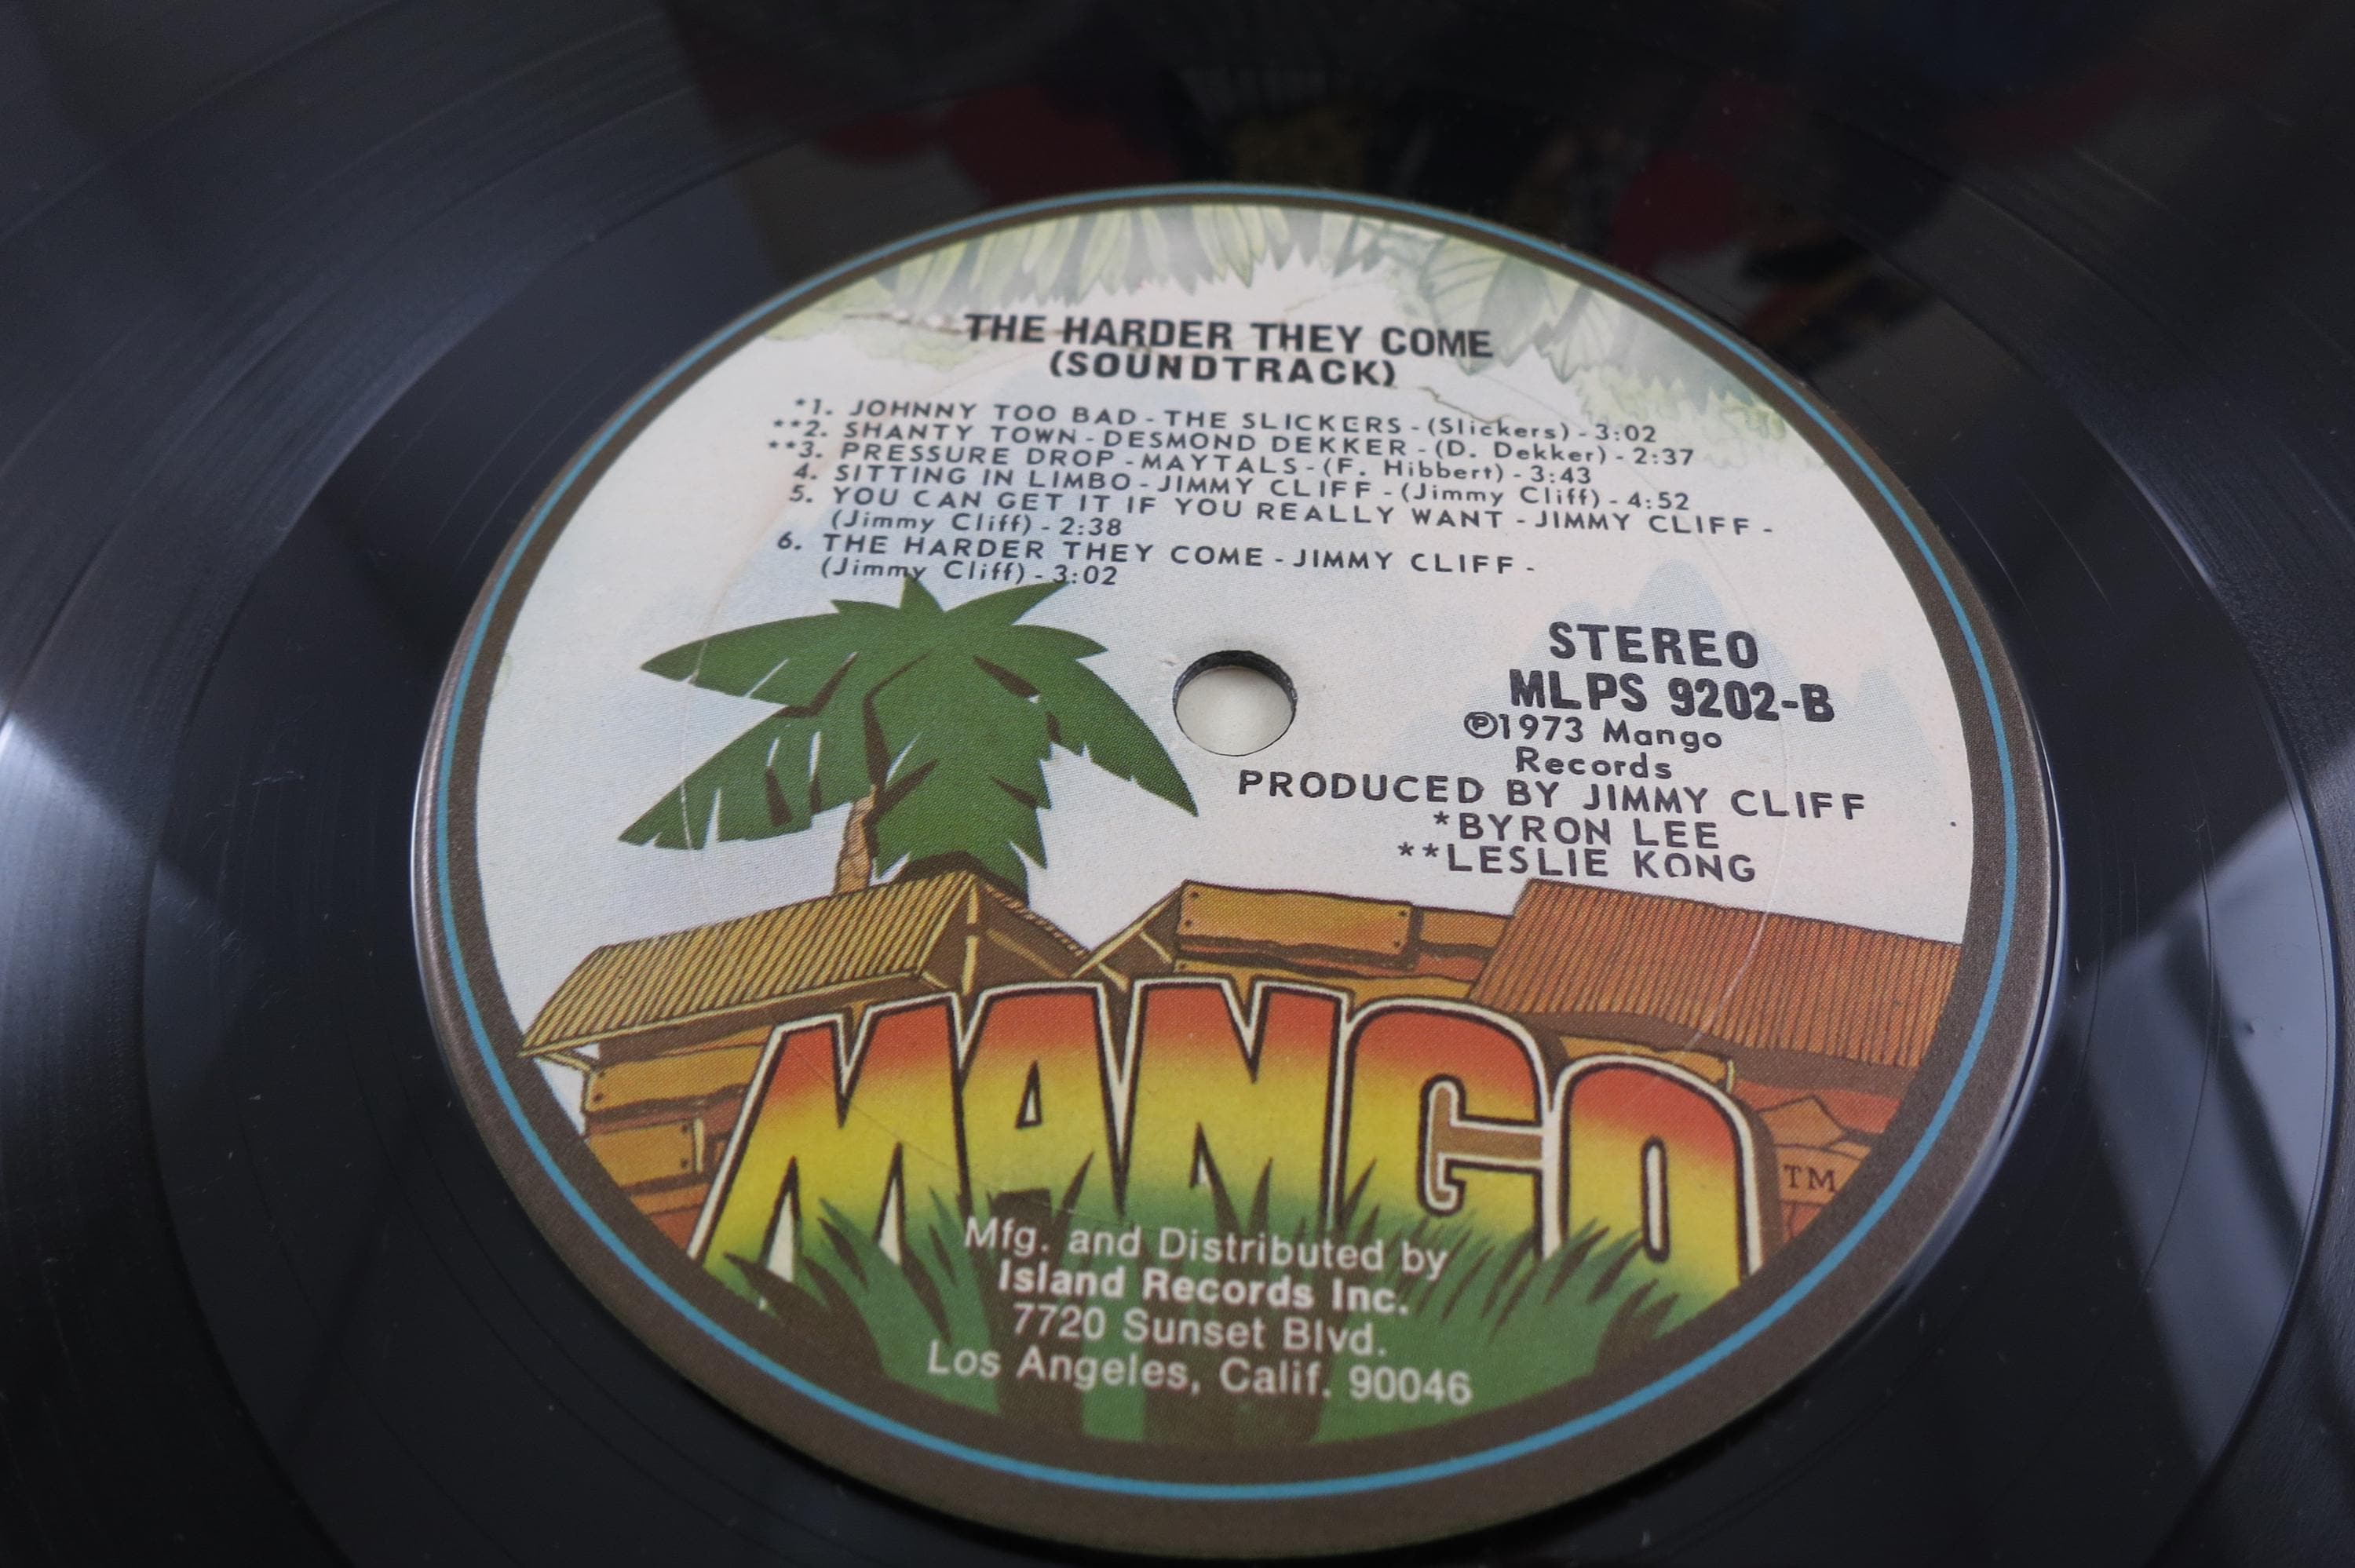 THE HARDER THEY COME
(SOUNDTRACK)
*1. JOHNNY TOO BAD - THE SLICKERS - (Slickers) - 3:02
**2. SHANTY TOWN - DESMOND DEKKER - (D. Dekker) - 2:37
**3. PRESSURE DROP - MAYTALS - (F. Hibbert) - 3:43
4. SITTING IN LIMBO - JIMMY CLIFF - (Jimmy Cliff) - 4:52
5. YOU CAN GET IT IF YOU REALLY WANT - JIMMY CLIFF -
(Jimmy Cliff) - 2:38
6. THE HARDER THEY COME - JIMMY CLIFF -
(Jimmy Cliff) - 3:02
STEREO
MLPS 9202-B
℗1973 Mango
Records
PRODUCED BY JIMMY CLIFF
*BYRON LEE
**LESLIE KONG
MANGO
TM
Mfg. and Distributed by
Island Records Inc.
7720 Sunset Blvd.
Los Angeles, Calif. 90046